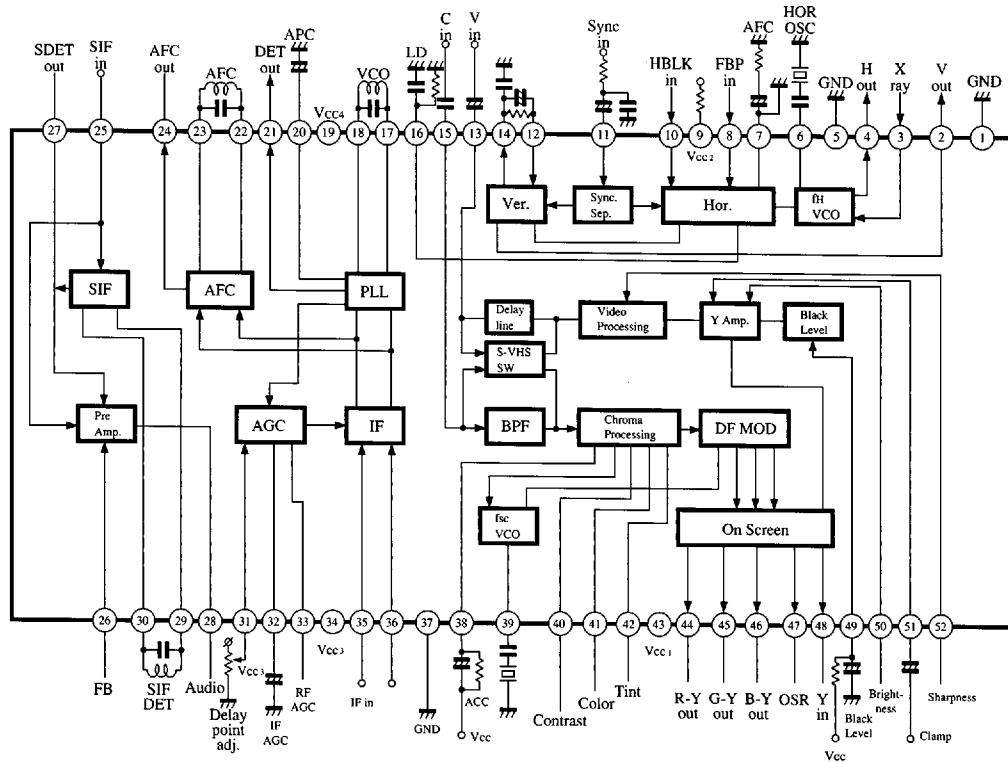 SDET
out
SIF
in
AFC
out
AFC
DET
out
APC
VCC4
VCO
LD
C
in
V
in
Sync
in
HBLK
in
VCC2
FBP
in
AFC
HOR
OSC
GND
H
out
X
ray
V
out
GND
27 25 24 23 22 21 20 19 18 17 16 15 13 14 12 11 10 9 8 7 6 5 4 3 2 1
Ver.
Sync.
Sep.
Hor.
fH
VCO
SIF
AFC
PLL
Delay
line
Video
Processing
Y Amp.
Black
Level
S-VHS
SW
Pre
Amp.
AGC
IF
BPF
Chroma
Processing
DF MOD
fsc
VCO
On Screen
26 30 29 28 31 32 33 34 35 36 37 38 39 40 41 42 43 44 45 46 47 48 49 50 51 52
FB
SIF
DET
Audio
VCC3
Delay
point
adj.
IF
AGC
RF
AGC
VCC3
IF in
GND
ACC
Vcc
Contrast
Color
Tint
VCC1
R-Y
out
G-Y
out
B-Y
out
OSR
Y
in
Vcc
Black
Level
Bright-
ness
Clamp
Sharpness